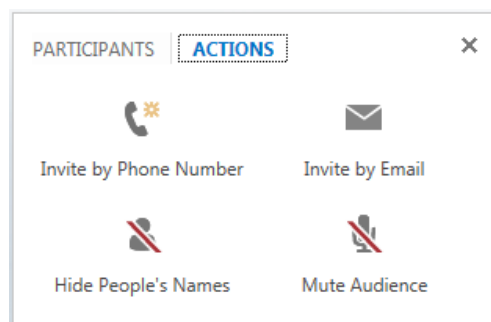 PARTICIPANTS ACTIONS
Invite by Phone Number Invite by Email
Hide People's Names Mute Audience